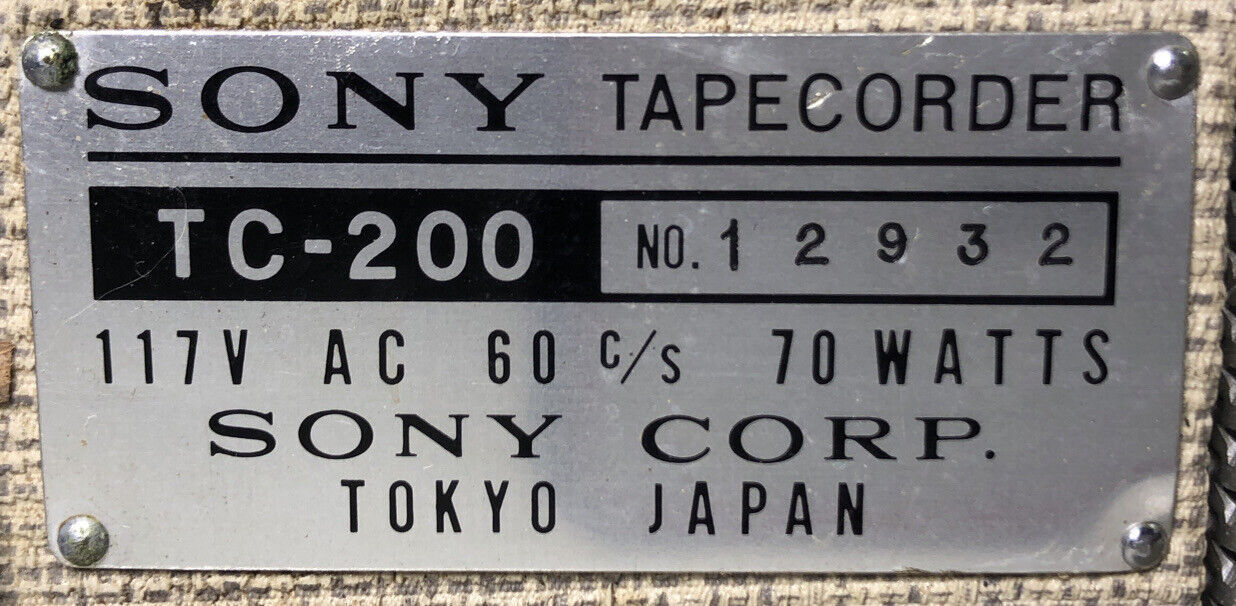 SONY TAPECORDER
TC-200 NO. 12932
117V AC 60 c/s 70 WATTS
SONY CORP.
TOKYO JAPAN